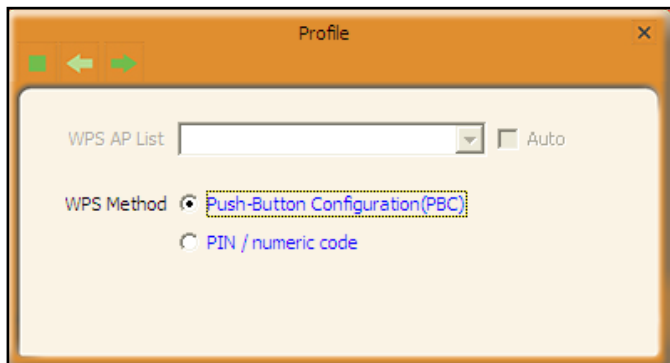 Profile
WPS AP List Auto
WPS Method Push-Button Configuration(PBC)
PIN / numeric code